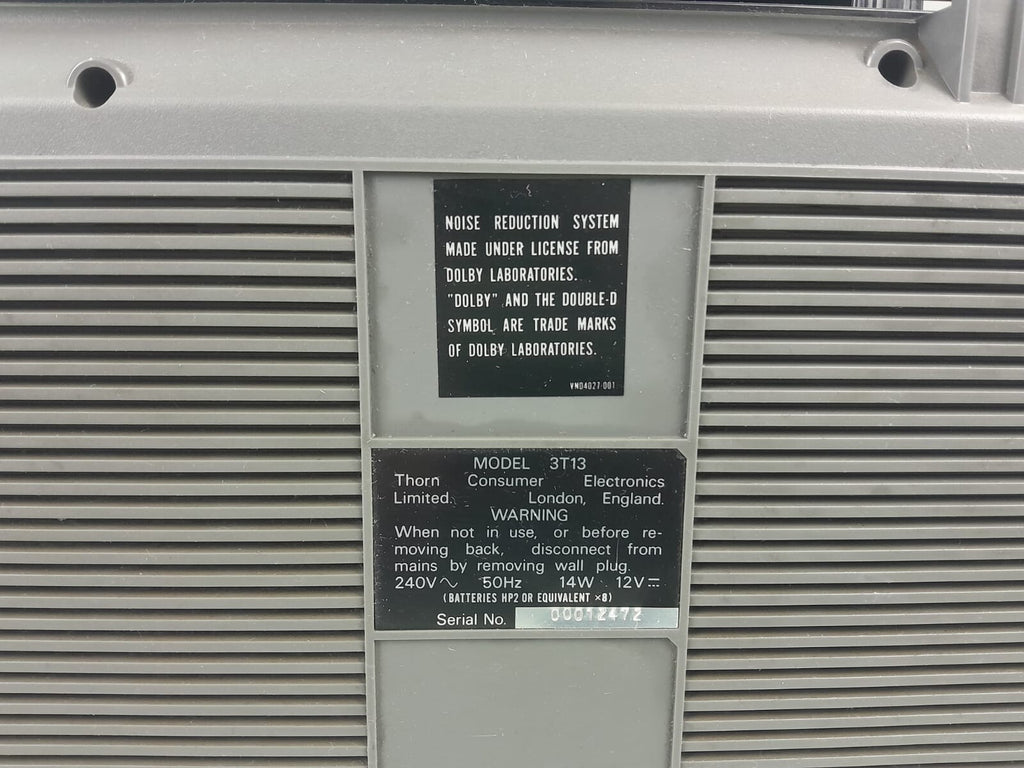 NOISE REDUCTION SYSTEM
MADE UNDER LICENSE FROM
DOLBY LABORATORIES.
"DOLBY" AND THE DOUBLE-D
SYMBOL ARE TRADE MARKS
OF DOLBY LABORATORIES.
VND4027-001
MODEL 3T13
Thorn Consumer Electronics
Limited. London, England.
WARNING
When not in use, or before re-
moving back, disconnect from
mains by removing wall plug.
240V∿ 50Hz 14W 12V⎓
(BATTERIES HP2 OR EQUIVALENT ×8)
Serial No. 00012472